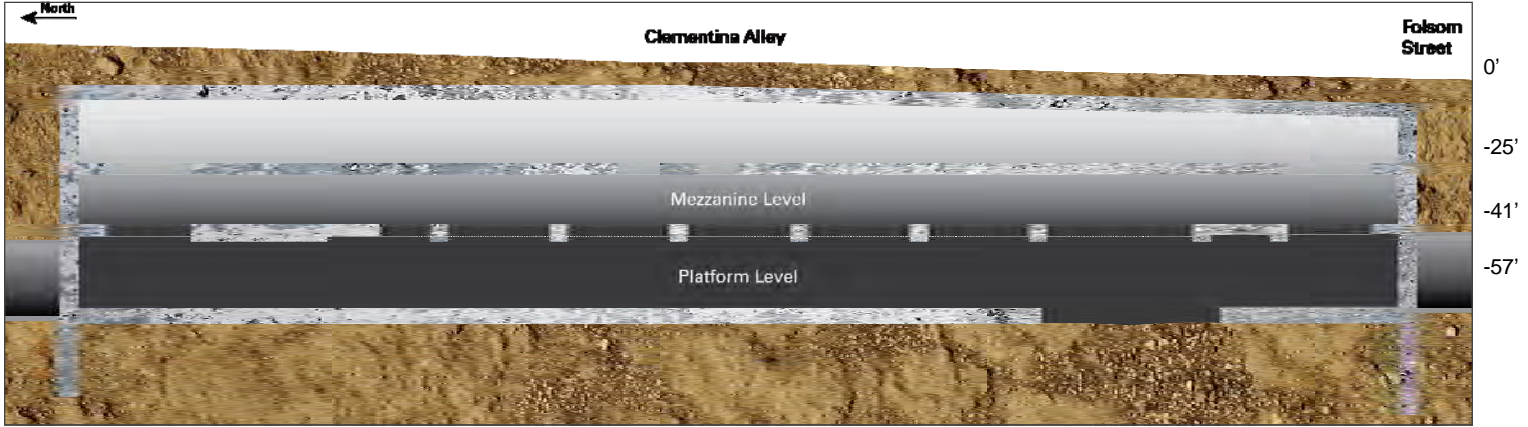 North
Clementina Alley
Folsom
Street
0’
-25’
Mezzanine Level
-41’
Platform Level
-57’